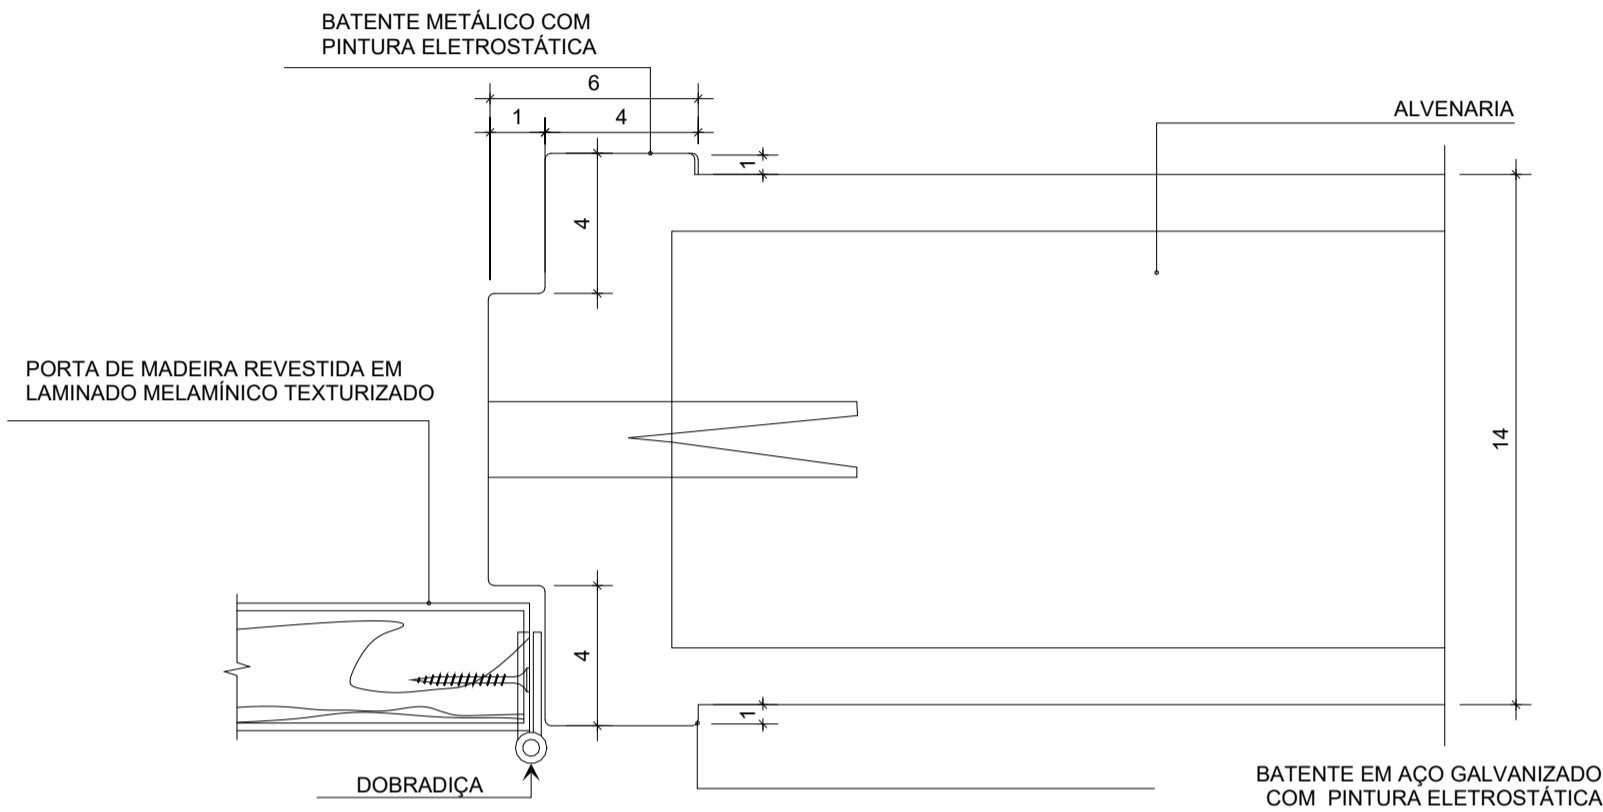 BATENTE METÁLICO COM
PINTURA ELETROSTÁTICA
6
1
4
ALVENARIA
1
4
PORTA DE MADEIRA REVESTIDA EM
LAMINADO MELAMÍNICO TEXTURIZADO
14
4
1
DOBRADIÇA
BATENTE EM AÇO GALVANIZADO
COM PINTURA ELETROSTÁTICA